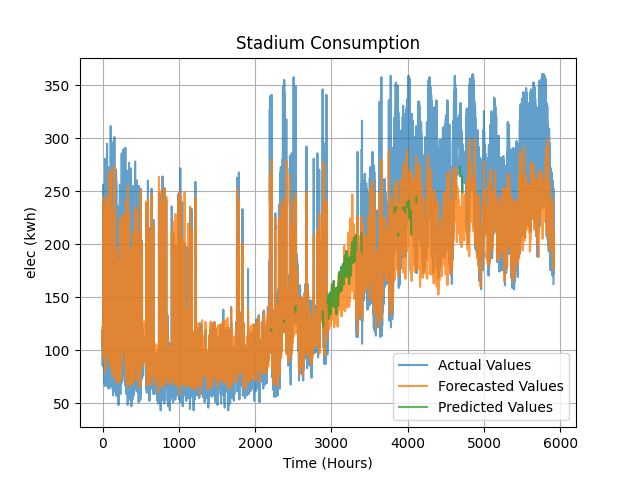 Stadium Consumption
elec (kwh)
350
300
250
200
150
100
50
Actual Values
Forecasted Values
Predicted Values
0 1000 2000 3000 4000 5000 6000
Time (Hours)